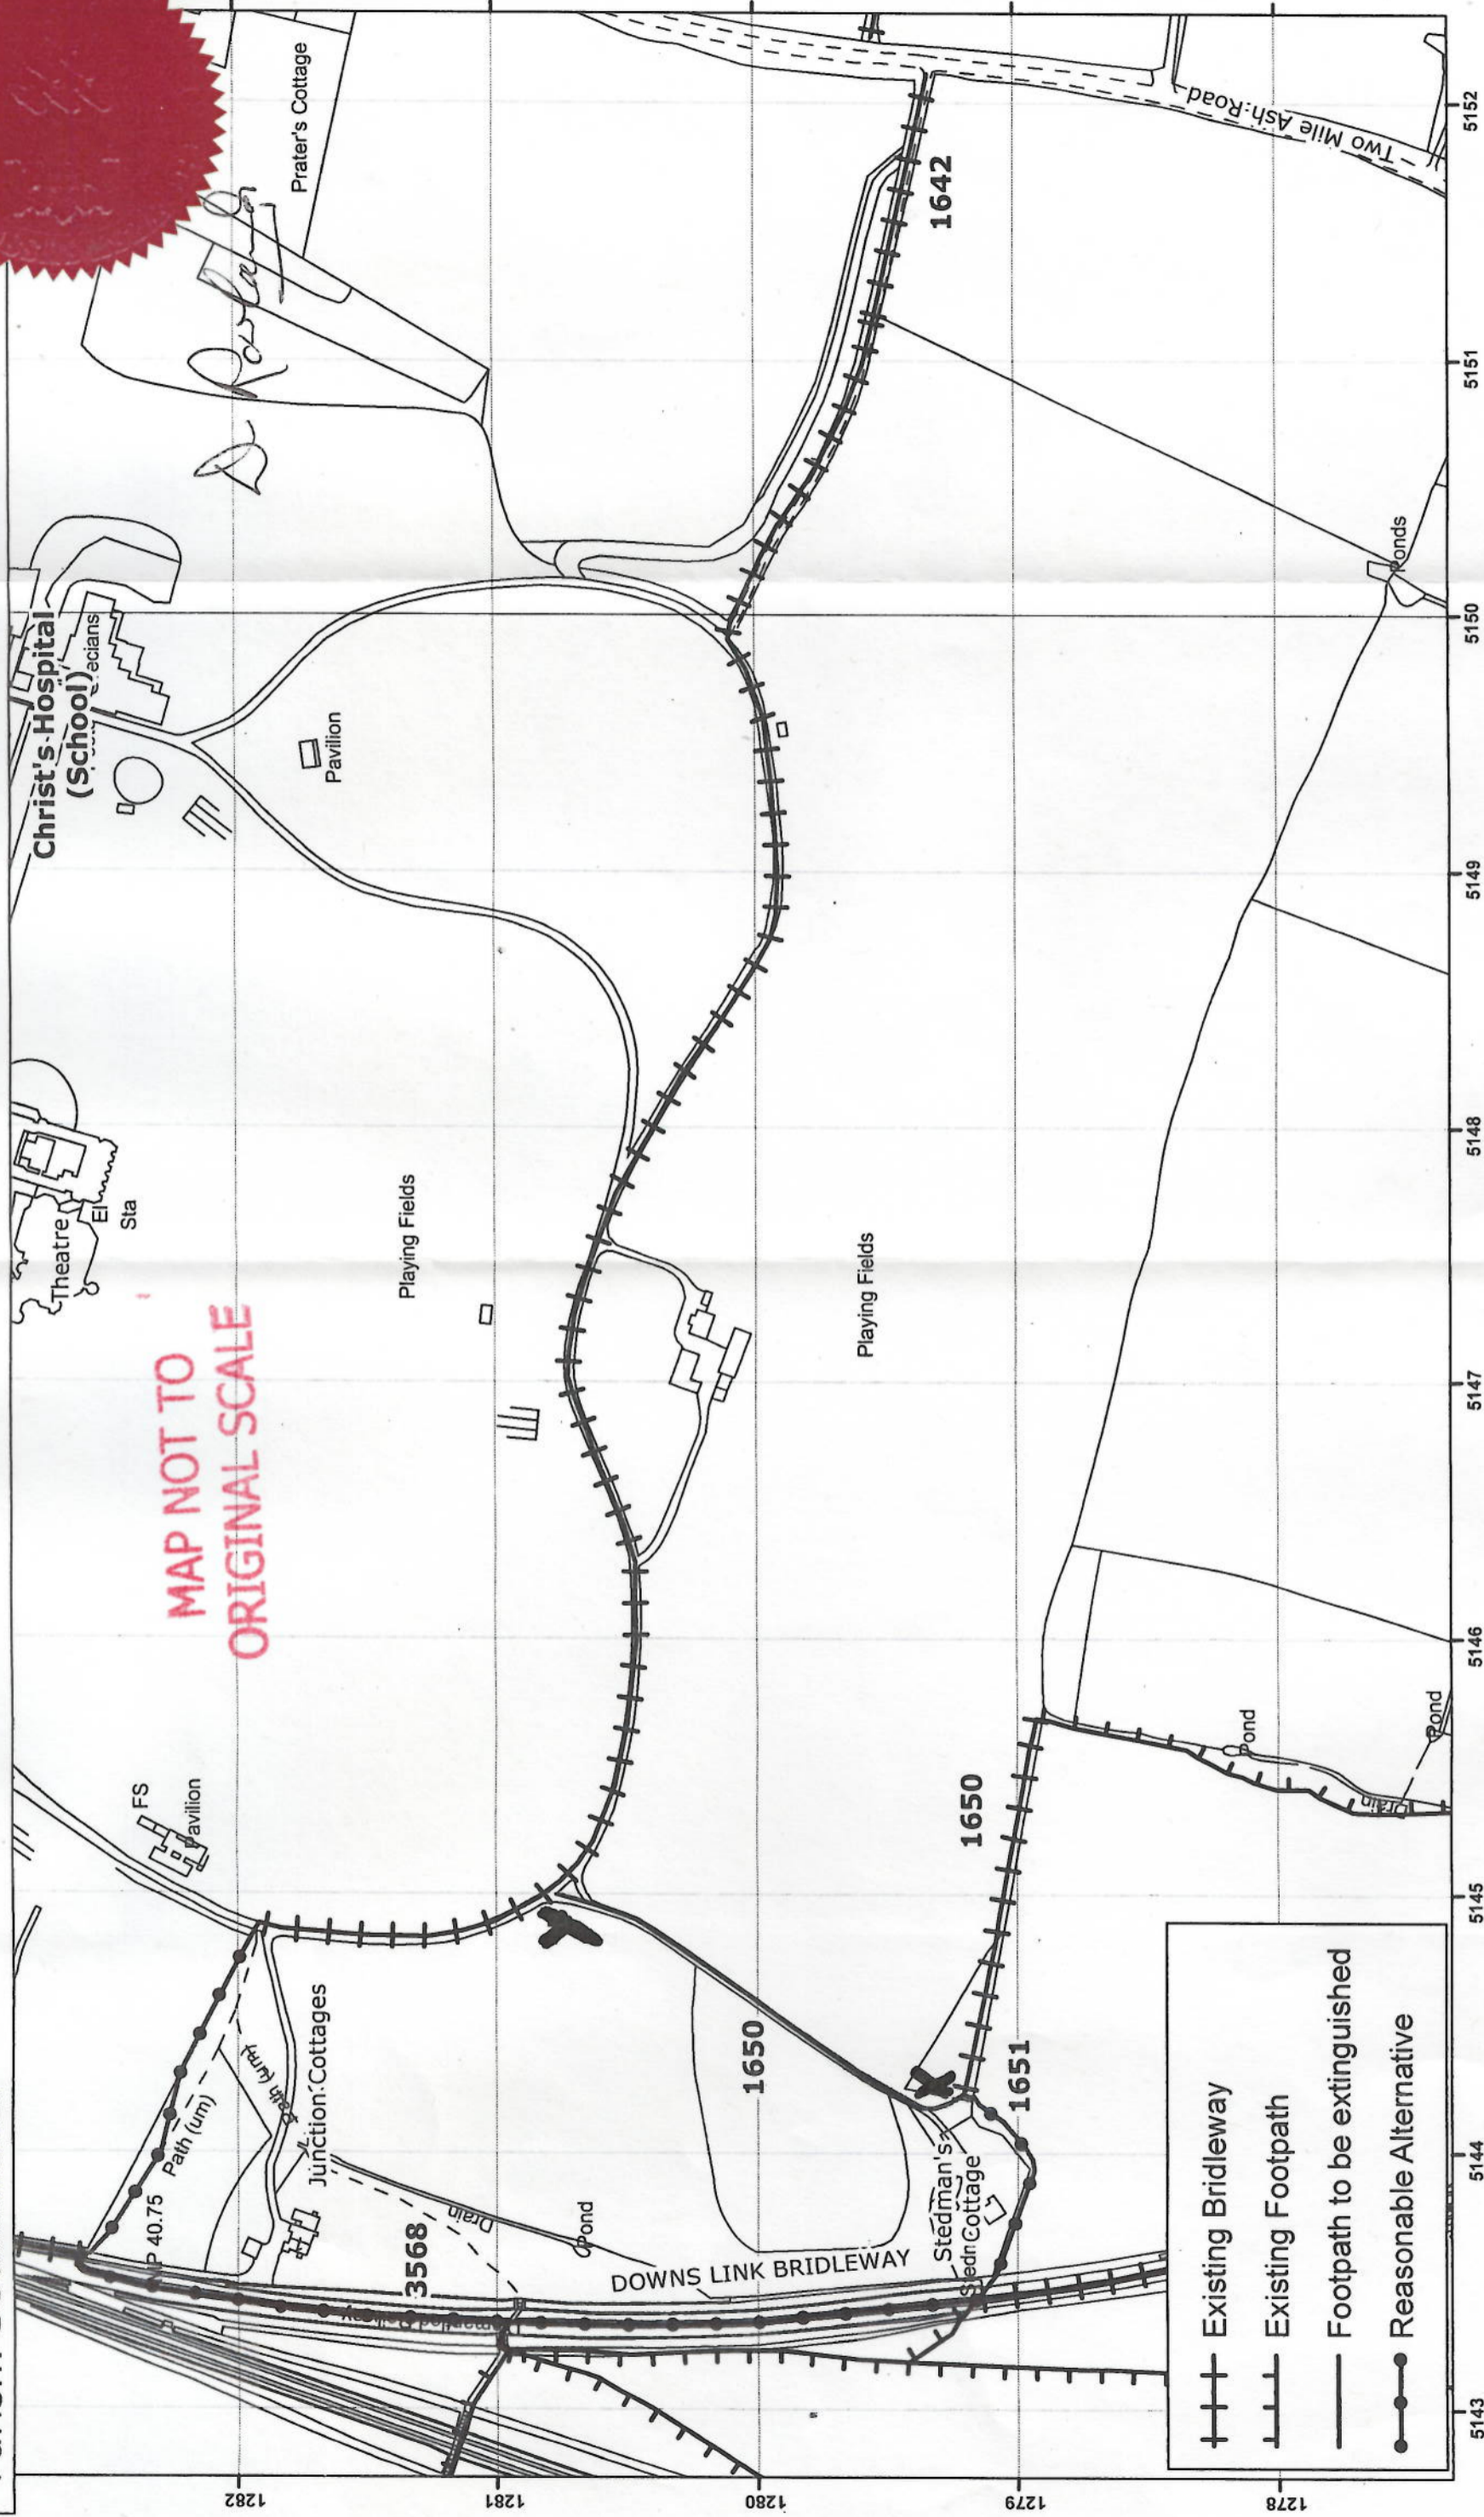 Prater's Cottage
Christ's Hospital
(School)
ecians
Theatre
El
Sta
MAP NOT TO
ORIGINAL SCALE
Pavilion
Playing Fields
Playing Fields
FS
Pavilion
Path (um)
Path (um)
Junction Cottages
MP 40.75
3568
Drain
Pond
DOWNS LINK BRIDLEWAY
Stedman's
Cottage
1650
1650
1651
1642
Two Mile Ash Road
Ponds
Pond
Pond
Drain
Existing Bridleway
Existing Footpath
Footpath to be extinguished
Reasonable Alternative
1282
1281
1280
1279
1278
5143
5144
5145
5146
5147
5148
5149
5150
5151
5152